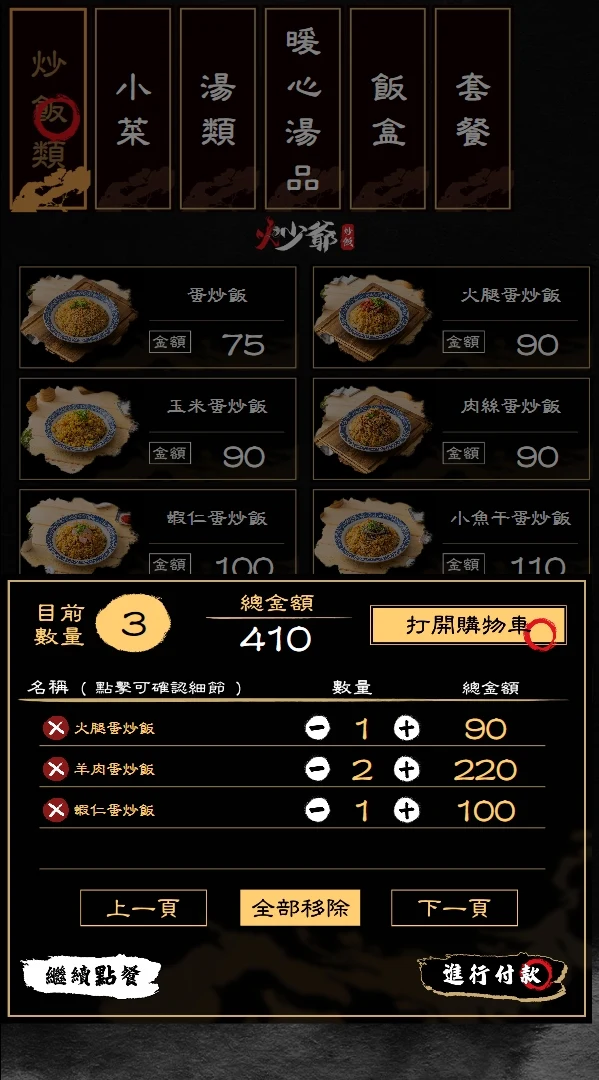 炒飯類
小菜
湯類
暖心湯品
飯盒
套餐
炒爺 炒飯
蛋炒飯
金額 75
火腿蛋炒飯
金額 90
玉米蛋炒飯
金額 90
肉絲蛋炒飯
金額 90
蝦仁蛋炒飯
金額 100
小魚干蛋炒飯
金額 110
目前數量 3
總金額
410
打開購物車
名稱 ( 點擊可確認細節 ) 數量 總金額
火腿蛋炒飯 1 90
羊肉蛋炒飯 2 220
蝦仁蛋炒飯 1 100
上一頁 全部移除 下一頁
繼續點餐 進行付款